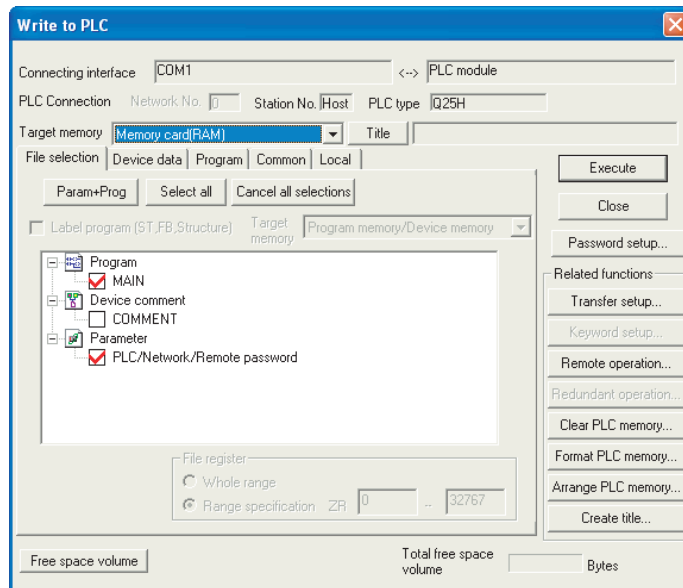 Write to PLC
Connecting interface COM1 <--> PLC module
PLC Connection Network No. 0 Station No. Host PLC type Q25H
Target memory Memory card(RAM) Title
File selection Device data Program Common Local
Execute
Param+Prog Select all Cancel all selections
Close
Label program (ST,FB,Structure) Target memory Program memory/Device memory
Password setup...
Program
MAIN
Device comment
COMMENT
Parameter
PLC/Network/Remote password
Related functions
Transfer setup...
Keyword setup...
Remote operation...
Redundant operation...
Clear PLC memory...
Format PLC memory...
Arrange PLC memory...
Create title...
File register
Whole range
Range specification ZR 0 .. 32767
Free space volume
Total free space volume Bytes